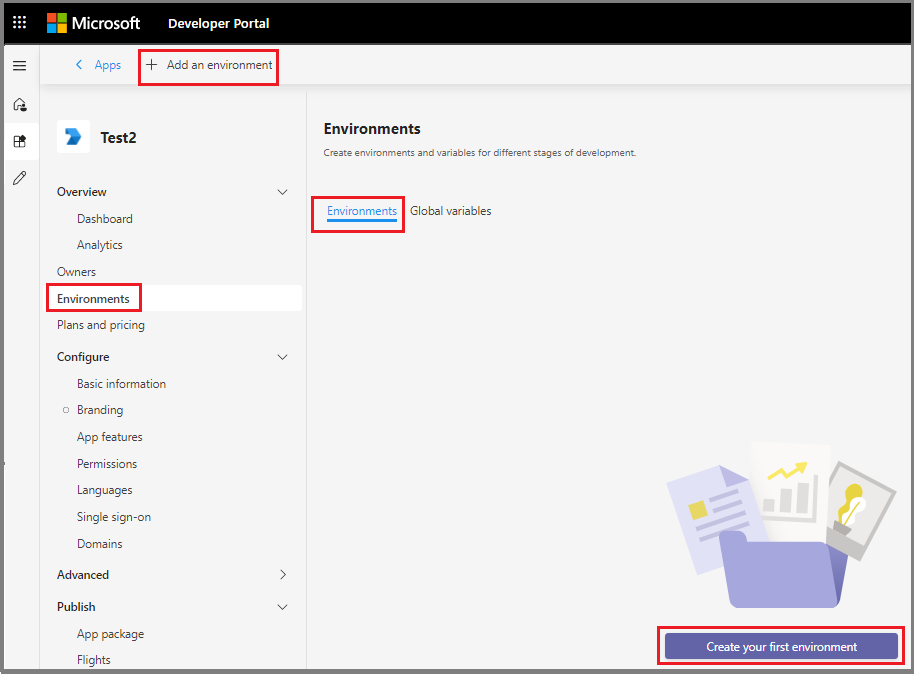 Microsoft Developer Portal
Apps + Add an environment
Test2
Overview
Dashboard
Analytics
Owners
Environments
Plans and pricing
Configure
Basic information
Branding
App features
Permissions
Languages
Single sign-on
Domains
Advanced
Publish
App package
Flights
Environments
Create environments and variables for different stages of development.
Environments Global variables
Create your first environment